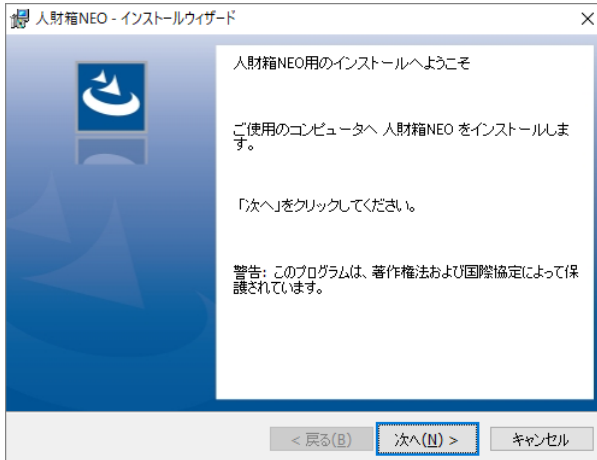 人財箱NEO - インストールウィザード
人財箱NEO用のインストールへようこそ
ご使用のコンピュータへ 人財箱NEO をインストールしま
す。
「次へ」をクリックしてください。
警告: このプログラムは、著作権法および国際協定によって保
護されています。
< 戻る(B) 次へ(N) > キャンセル